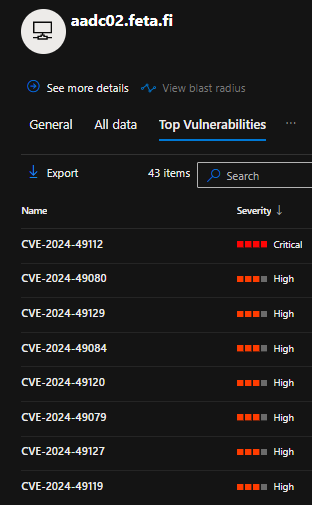 aadc02.feta.fi
See more details View blast radius
General All data Top Vulnerabilities ...
Export 43 items Search
Name Severity ↓
CVE-2024-49112 Critical
CVE-2024-49080 High
CVE-2024-49129 High
CVE-2024-49084 High
CVE-2024-49120 High
CVE-2024-49079 High
CVE-2024-49127 High
CVE-2024-49119 High